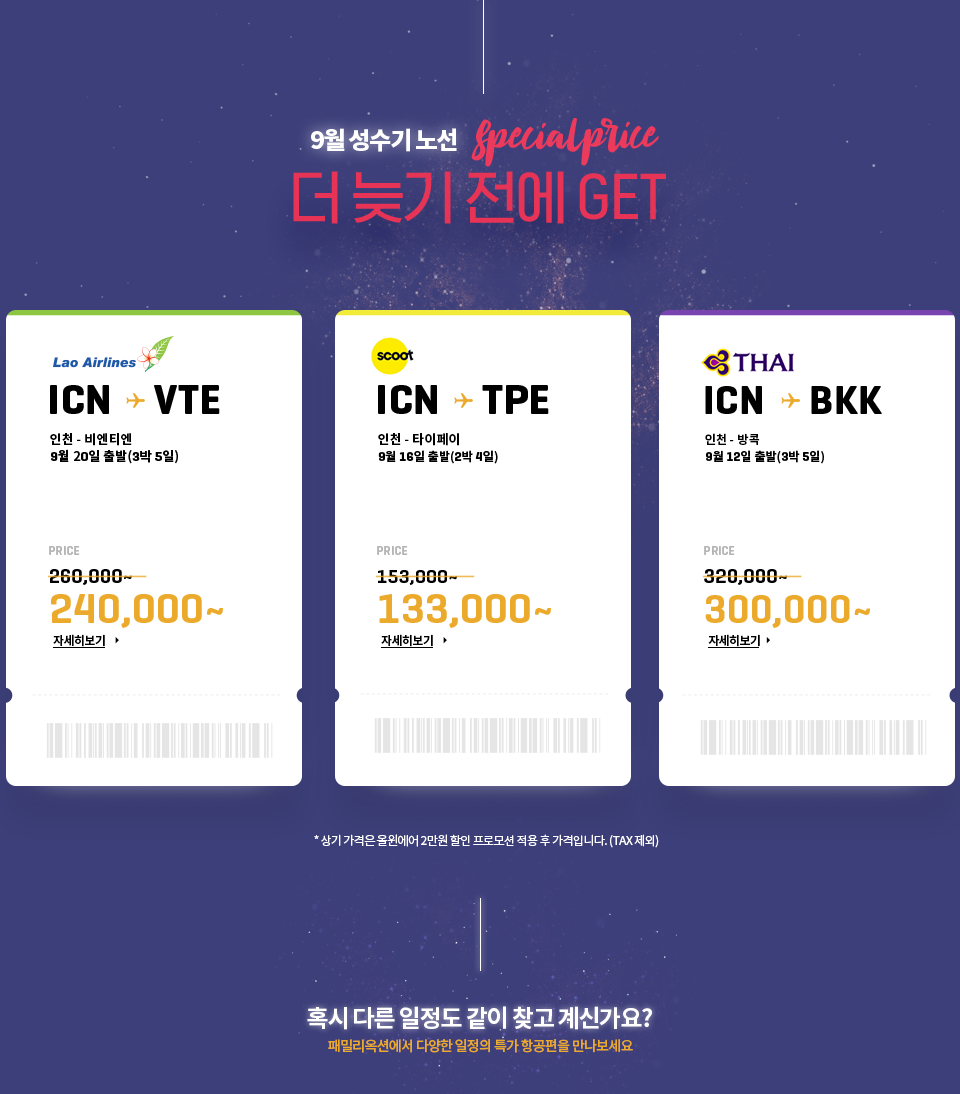 9월 성수기 노선 Special price
더 늦기 전에 GET
Lao Airlines
ICN VTE
인천 - 비엔티엔
9월 20일 출발(3박 5일)
PRICE
260,000~
240,000~
자세히보기
scoot
ICN TPE
인천 - 타이페이
9월 16일 출발(2박 4일)
PRICE
153,000~
133,000~
자세히보기
THAI
ICN BKK
인천 - 방콕
9월 12일 출발(3박 5일)
PRICE
320,000~
300,000~
자세히보기
* 상기 가격은 올윈에어 2만원 할인 프로모션 적용 후 가격입니다. (TAX 제외)
혹시 다른 일정도 같이 찾고 계신가요?
패밀리옥션에서 다양한 일정의 특가 항공편을 만나보세요